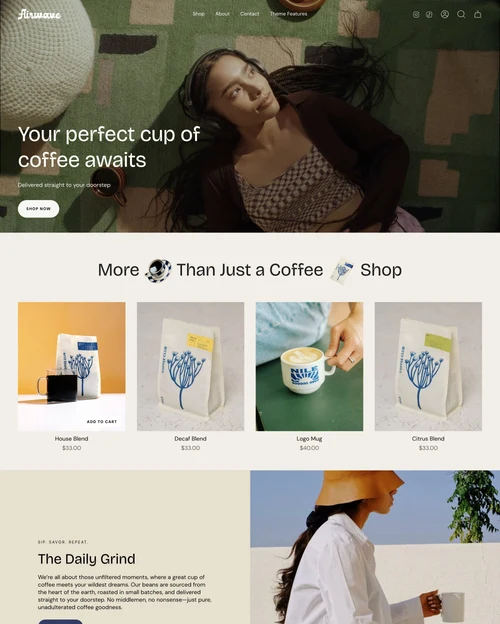 Airwave
Shop About Contact Theme Features
Your perfect cup of
coffee awaits
Delivered straight to your doorstep
SHOP NOW
More Than Just a Coffee Shop
NILE
ADD TO CART
House Blend
Decaf Blend
Logo Mug
Citrus Blend
$33.00
$33.00
$40.00
$33.00
SIP. SAVOR. REPEAT.
The Daily Grind
We're all about those unfiltered moments, where a great cup of
coffee meets your wildest dreams. Our beans are sourced from
the heart of the earth, roasted in small batches, and delivered
straight to your doorstep. No middlemen, no nonsense—just pure,
unadulterated coffee goodness.